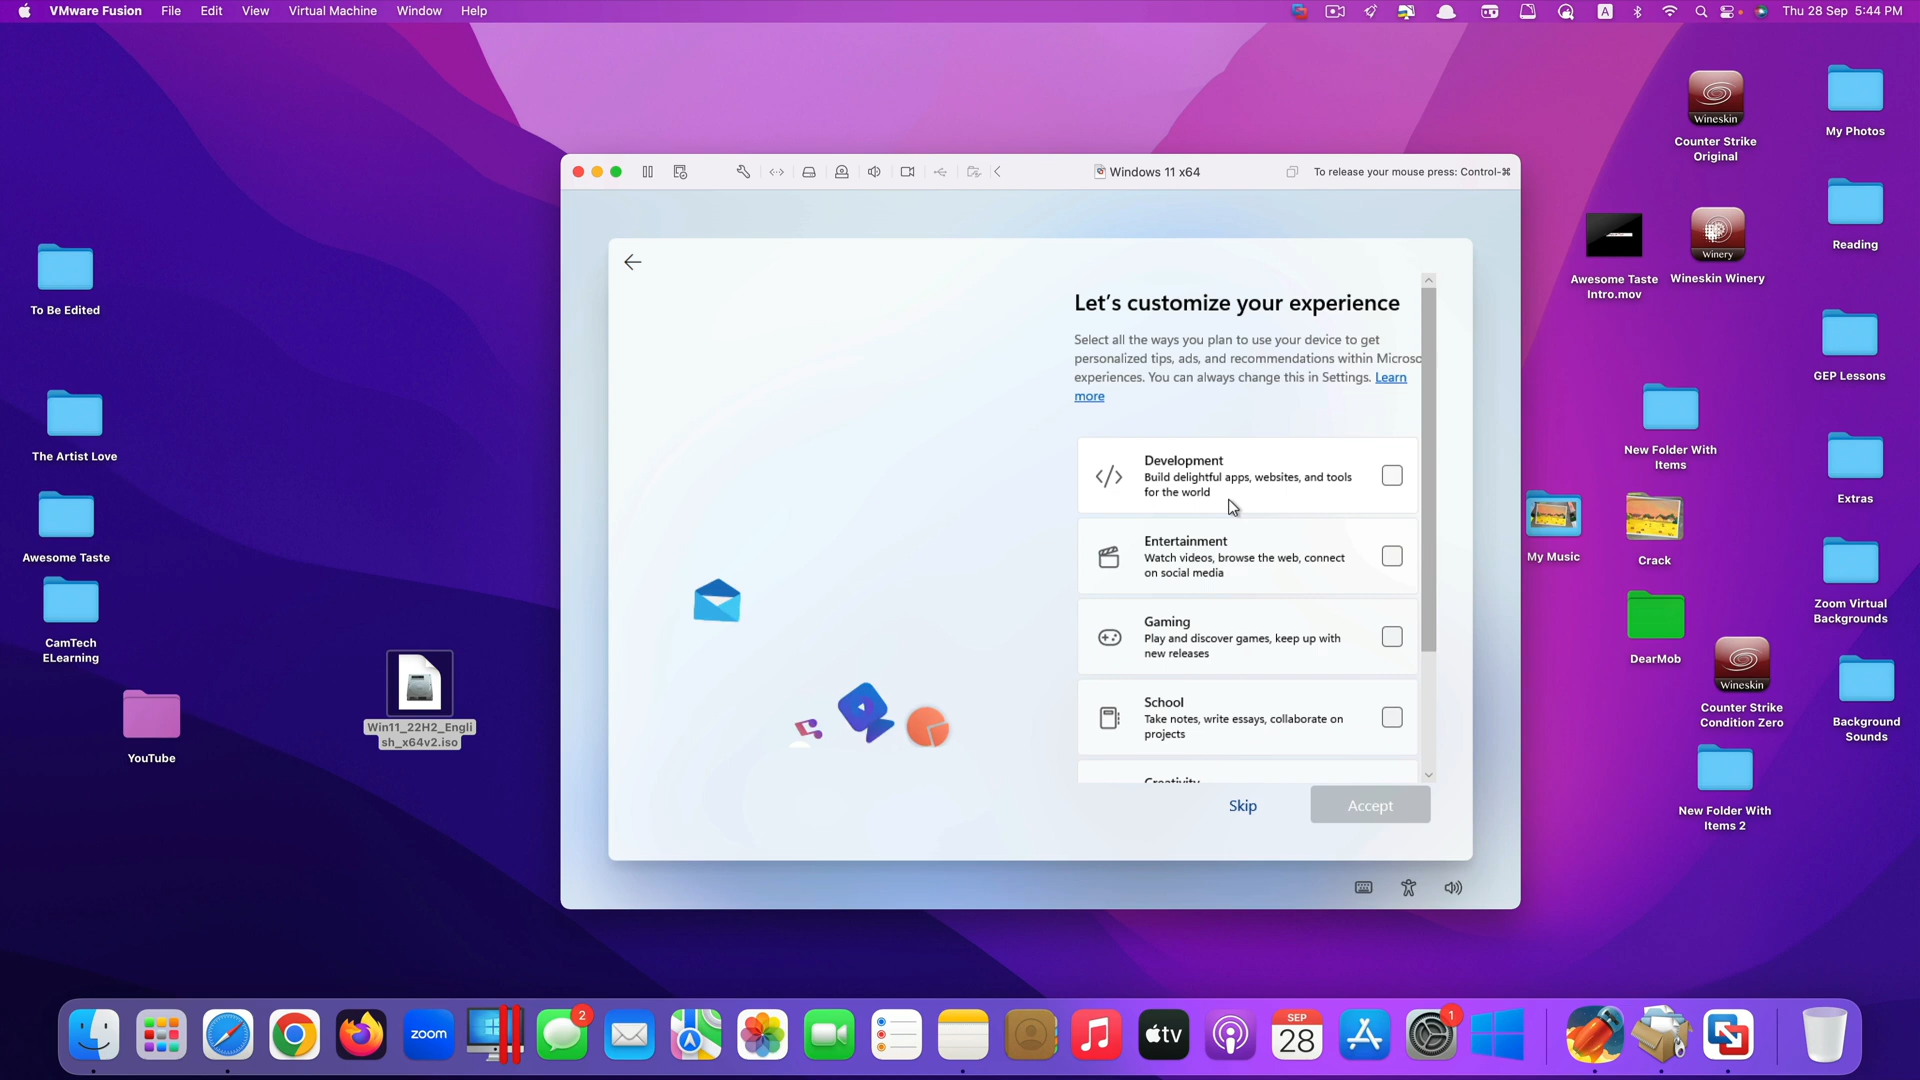 VMware Fusion File Edit View Virtual Machine Window Help
A
Thu 28 Sep 5:44 PM
Windows 11 x64
To release your mouse press: Control-⌘
Let's customize your experience
Select all the ways you plan to use your device to get
personalized tips, ads, and recommendations within Microso
experiences. You can always change this in Settings. Learn
more
Development
Build delightful apps, websites, and tools
for the world
Entertainment
Watch videos, browse the web, connect
on social media
Gaming
Play and discover games, keep up with
new releases
School
Take notes, write essays, collaborate on
projects
Creativity
Skip
Accept
To Be Edited
The Artist Love
Awesome Taste
CamTech
ELearning
YouTube
Win11_22H2_Engli
sh_x64v2.iso
Wineskin
Counter Strike
Original
My Photos
Reading
Awesome Taste
Intro.mov
Winery
Wineskin Winery
GEP Lessons
New Folder With
Items
Extras
My Music
Crack
Zoom Virtual
Backgrounds
DearMob
Wineskin
Counter Strike
Condition Zero
Background
Sounds
New Folder With
Items 2
zoom
2
tv
SEP
28
1